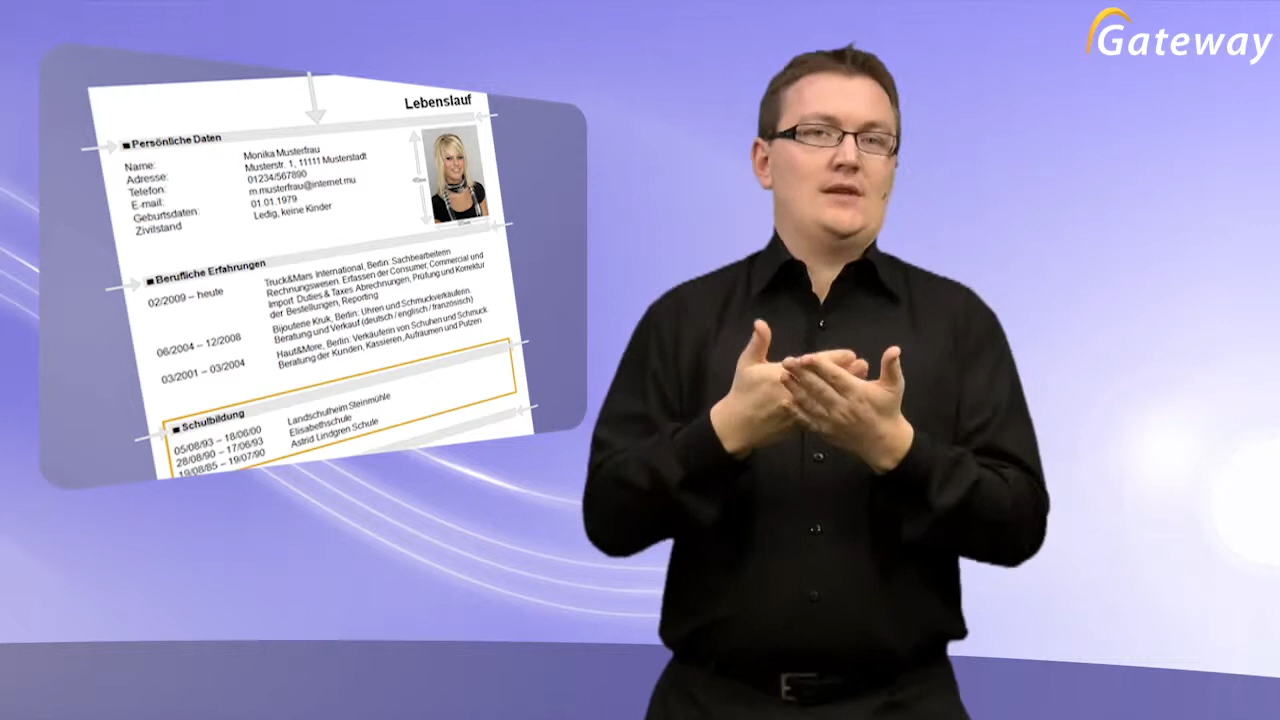 Gateway
Lebenslauf
Persönliche Daten
Name: Monika Musterfrau
Adresse: Musterstr. 1, 11111 Musterstadt
Telefon: 01234/567890
E-mail: m.musterfrau@internet.mu
Geburtsdaten: 01.01.1979
Zivilstand Ledig, keine Kinder
Berufliche Erfahrungen
02/2009 – heute Truck&Mars International, Berlin: Sachbearbeiterin
Rechnungswesen. Erfassen der Consumer, Commercial und
Import Duties & Taxes Abrechnungen, Prüfung und Korrektur
der Bestellungen, Reporting
06/2004 – 12/2008 Bijouterie Kruk, Berlin: Uhren und Schmuckverkäuferin.
Beratung und Verkauf (deutsch / englisch / französisch)
03/2001 – 03/2004 Haut&More, Berlin: Verkäuferin von Schuhen und Schmuck
Beratung der Kunden, Kassieren, Aufräumen und Putzen
Schulbildung
05/08/93 – 18/06/00 Landschulheim Steinmühle
28/08/90 – 17/06/93 Elisabethschule
19/08/85 – 19/07/90 Astrid Lindgren Schule